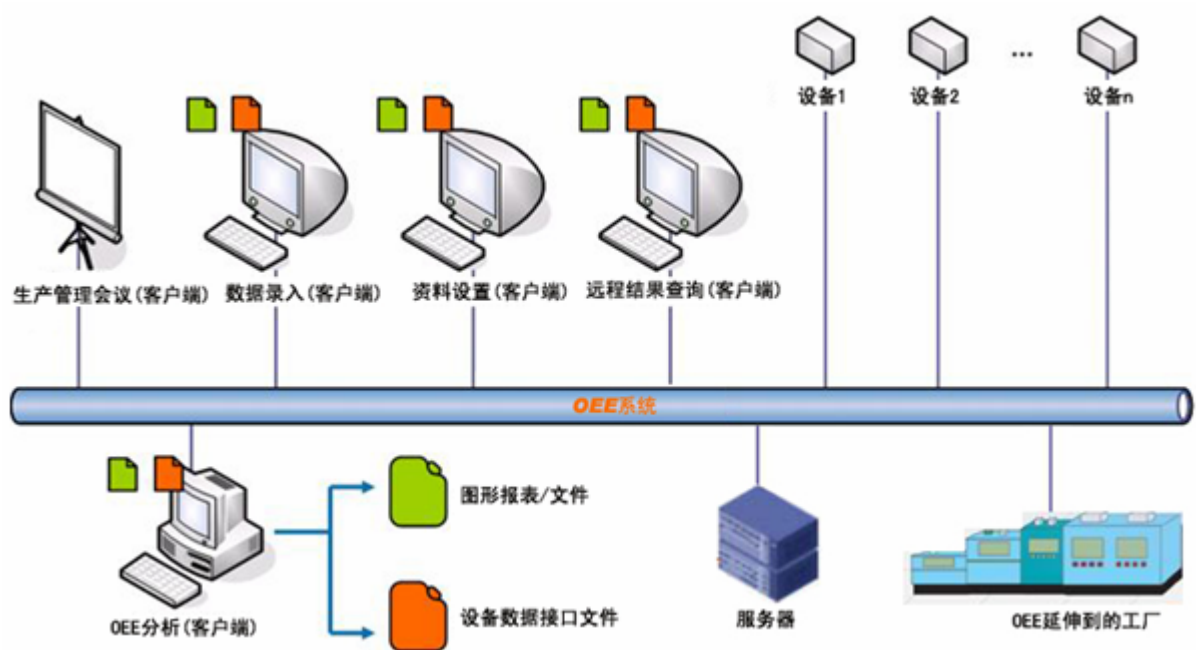 设备1
设备2
...
设备n
生产管理会议(客户端)
数据录入(客户端)
资料设置(客户端)
远程结果查询(客户端)
OEE系统
图形报表/文件
设备数据接口文件
OEE分析(客户端)
服务器
OEE延伸到的工厂